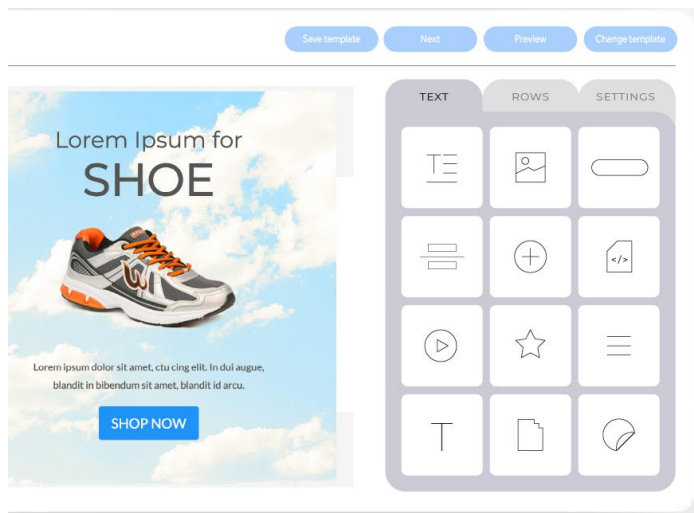 Save template
Next
Preview
Change template
TEXT
ROWS
SETTINGS
Lorem Ipsum for
SHOE
Lorem ipsum dolor sit amet, ctu cing elit. In dui augue,
blandit in bibendum sit amet, blandit id arcu.
SHOP NOW
</>
T